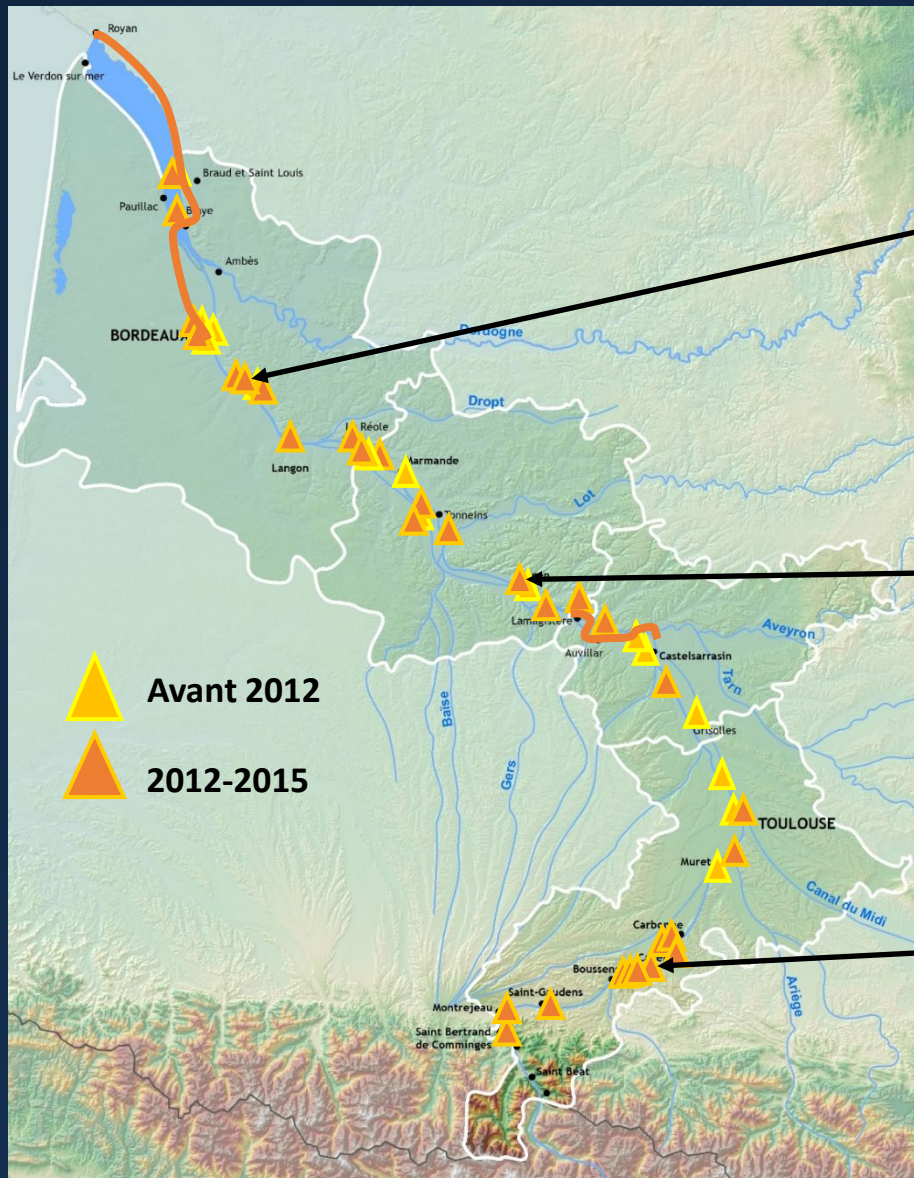 Royan
Le Verdon sur mer
Braud et Saint Louis
Pauillac
Ambès
BORDEAUX
Dordogne
Dropt
Langon
Marmande
Lot
Tonneins
Lamagistère
Aveyron
Auvillar
Castelsarrasin
Tarn
Avant 2012
Baïse
Grisolles
Gers
2012-2015
TOULOUSE
Muret
Canal du Midi
Carbonne
Boussens
Saint-Gaudens
Ariège
Montrejeau
Saint Bertrand
de Comminges
Saint Béat